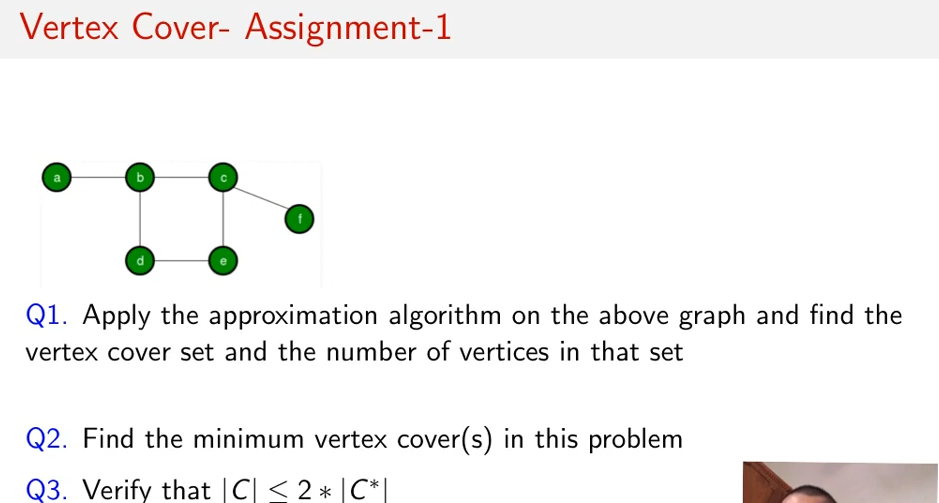 Vertex Cover- Assignment-1
a b c
f
d e
Q1. Apply the approximation algorithm on the above graph and find the
vertex cover set and the number of vertices in that set
Q2. Find the minimum vertex cover(s) in this problem
Q3. Verify that |C| ≤ 2 ∗ |C*|